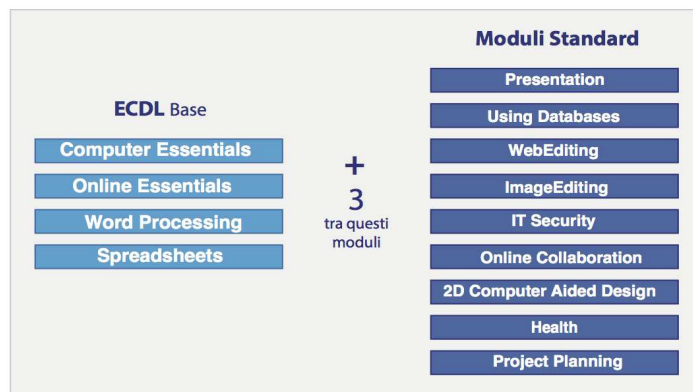 ECDL Base
Computer Essentials
Online Essentials
Word Processing
Spreadsheets
+
3
tra questi
moduli
Moduli Standard
Presentation
Using Databases
WebEditing
ImageEditing
IT Security
Online Collaboration
2D Computer Aided Design
Health
Project Planning